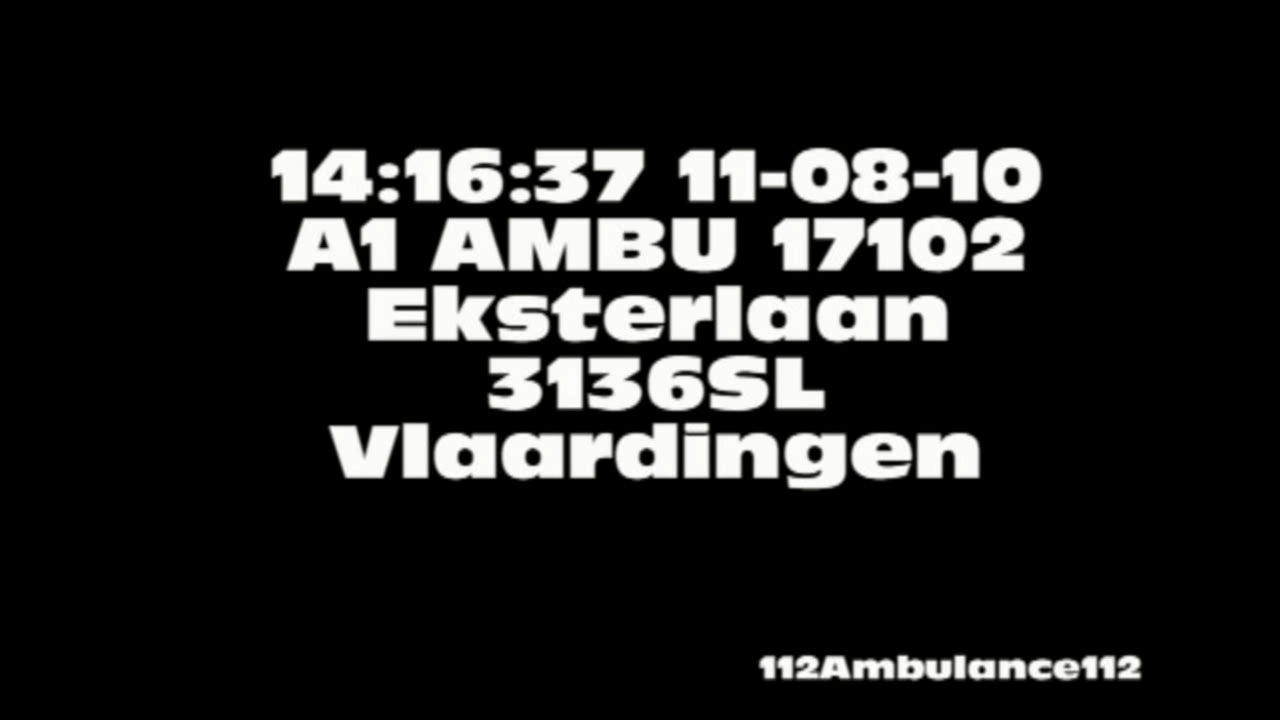 14:16:37 11-08-10
A1 AMBU 17102
Eksterlaan
3136SL
Vlaardingen
112Ambulance112